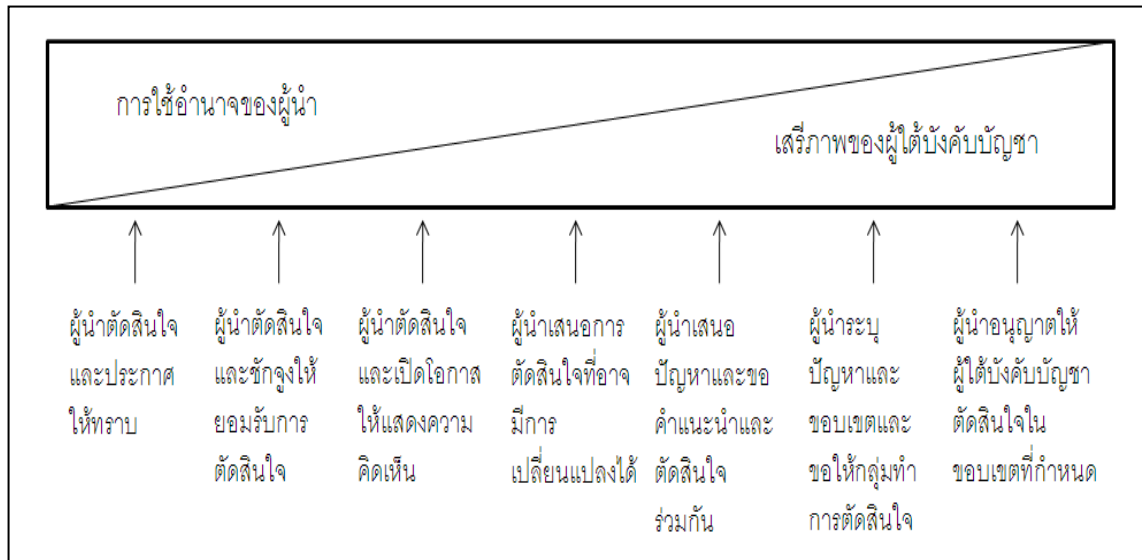 การใช้อำนาจของผู้นำ
เสรีภาพของผู้ใต้บังคับบัญชา
ผู้นำตัดสินใจ
และประกาศ
ให้ทราบ
ผู้นำตัดสินใจ
และชักจูงให้
ยอมรับการ
ตัดสินใจ
ผู้นำตัดสินใจ
และเปิดโอกาส
ให้แสดงความ
คิดเห็น
ผู้นำเสนอการ
ตัดสินใจที่อาจ
มีการ
เปลี่ยนแปลงได้
ผู้นำเสนอ
ปัญหาและขอ
คำแนะนำและ
ตัดสินใจ
ร่วมกัน
ผู้นำระบุ
ปัญหาและ
ขอบเขตและ
ขอให้กลุ่มทำ
การตัดสินใจ
ผู้นำอนุญาตให้
ผู้ใต้บังคับบัญชา
ตัดสินใจใน
ขอบเขตที่กำหนด